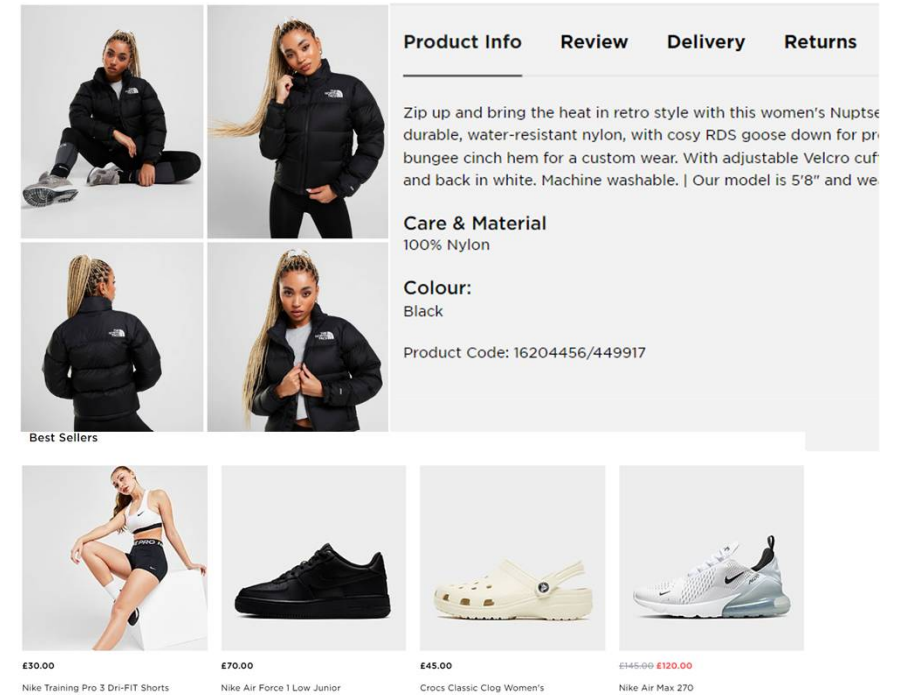 Product Info Review Delivery Returns
Zip up and bring the heat in retro style with this women's Nuptse
durable, water-resistant nylon, with cosy RDS goose down for pr
bungee cinch hem for a custom wear. With adjustable Velcro cuf
and back in white. Machine washable. | Our model is 5'8" and we
Care & Material
100% Nylon
Colour:
Black
Product Code: 16204456/449917
Best Sellers
£30.00
Nike Training Pro 3 Dri-FIT Shorts
£70.00
Nike Air Force 1 Low Junior
£45.00
Crocs Classic Clog Women's
£145.00 £120.00
Nike Air Max 270